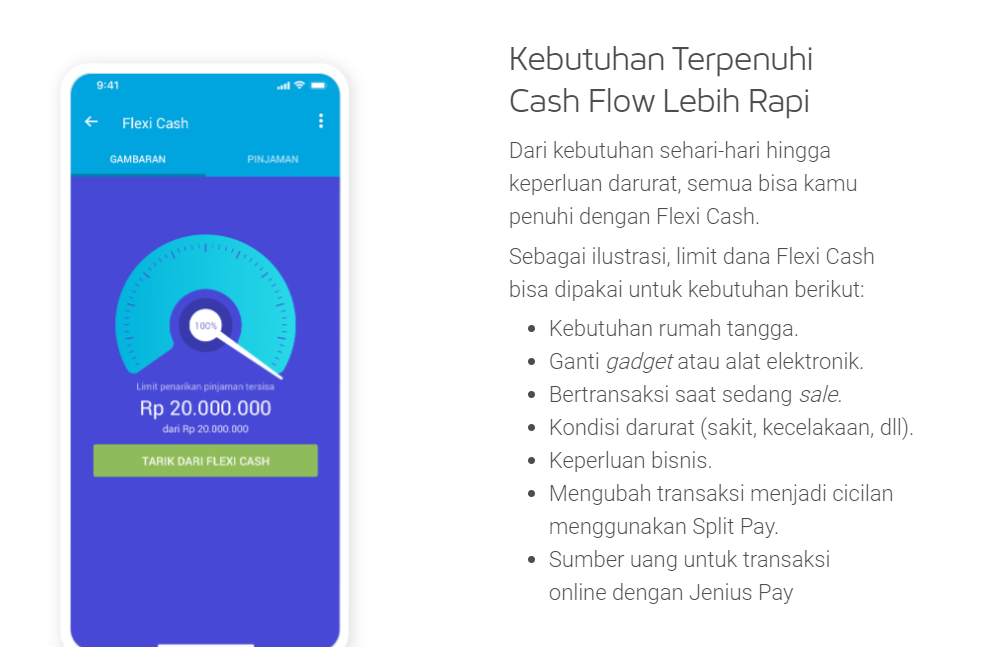 9:41
Flexi Cash
GAMBARAN
PINJAMAN
100%
Limit penarikan pinjaman tersisa
Rp 20.000.000
dari Rp 20.000.000
TARIK DARI FLEXI CASH
Kebutuhan Terpenuhi
Cash Flow Lebih Rapi
Dari kebutuhan sehari-hari hingga
keperluan darurat, semua bisa kamu
penuhi dengan Flexi Cash.
Sebagai ilustrasi, limit dana Flexi Cash
bisa dipakai untuk kebutuhan berikut:
• Kebutuhan rumah tangga.
• Ganti gadget atau alat elektronik.
• Bertransaksi saat sedang sale.
• Kondisi darurat (sakit, kecelakaan, dll).
• Keperluan bisnis.
• Mengubah transaksi menjadi cicilan
menggunakan Split Pay.
• Sumber uang untuk transaksi
online dengan Jenius Pay